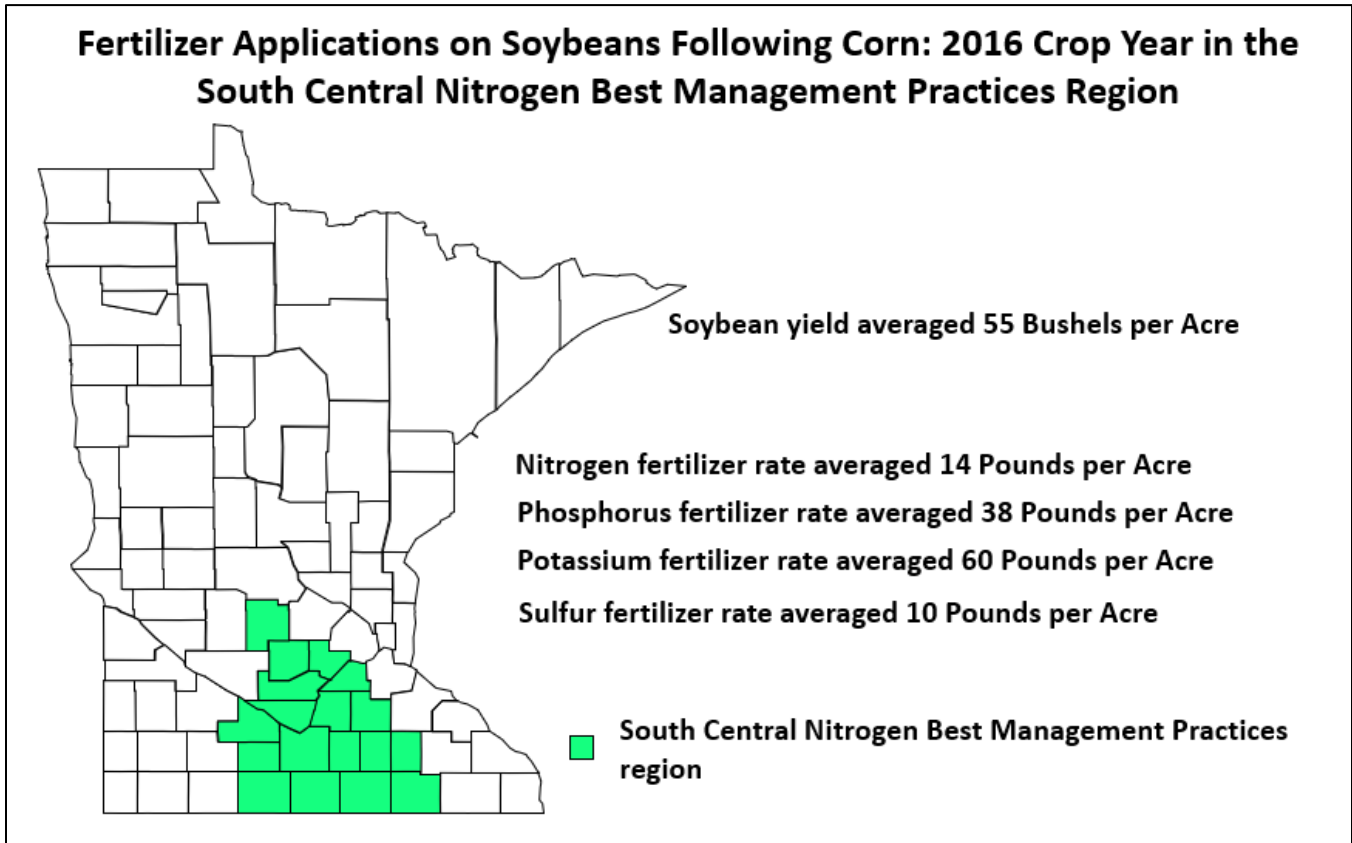 Fertilizer Applications on Soybeans Following Corn: 2016 Crop Year in the
South Central Nitrogen Best Management Practices Region
Soybean yield averaged 55 Bushels per Acre
Nitrogen fertilizer rate averaged 14 Pounds per Acre
Phosphorus fertilizer rate averaged 38 Pounds per Acre
Potassium fertilizer rate averaged 60 Pounds per Acre
Sulfur fertilizer rate averaged 10 Pounds per Acre
South Central Nitrogen Best Management Practices
region